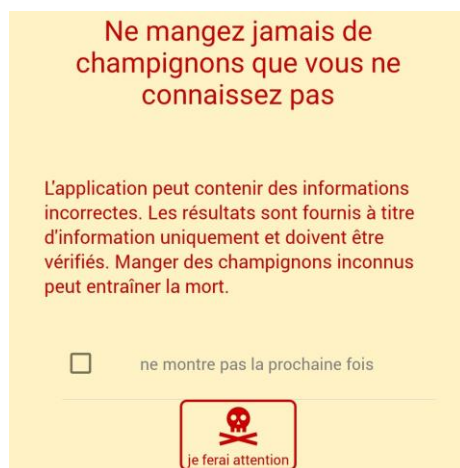 Ne mangez jamais de
champignons que vous ne
connaissez pas
L'application peut contenir des informations
incorrectes. Les résultats sont fournis à titre
d'information uniquement et doivent être
vérifiés. Manger des champignons inconnus
peut entraîner la mort.
ne montre pas la prochaine fois
je ferai attention